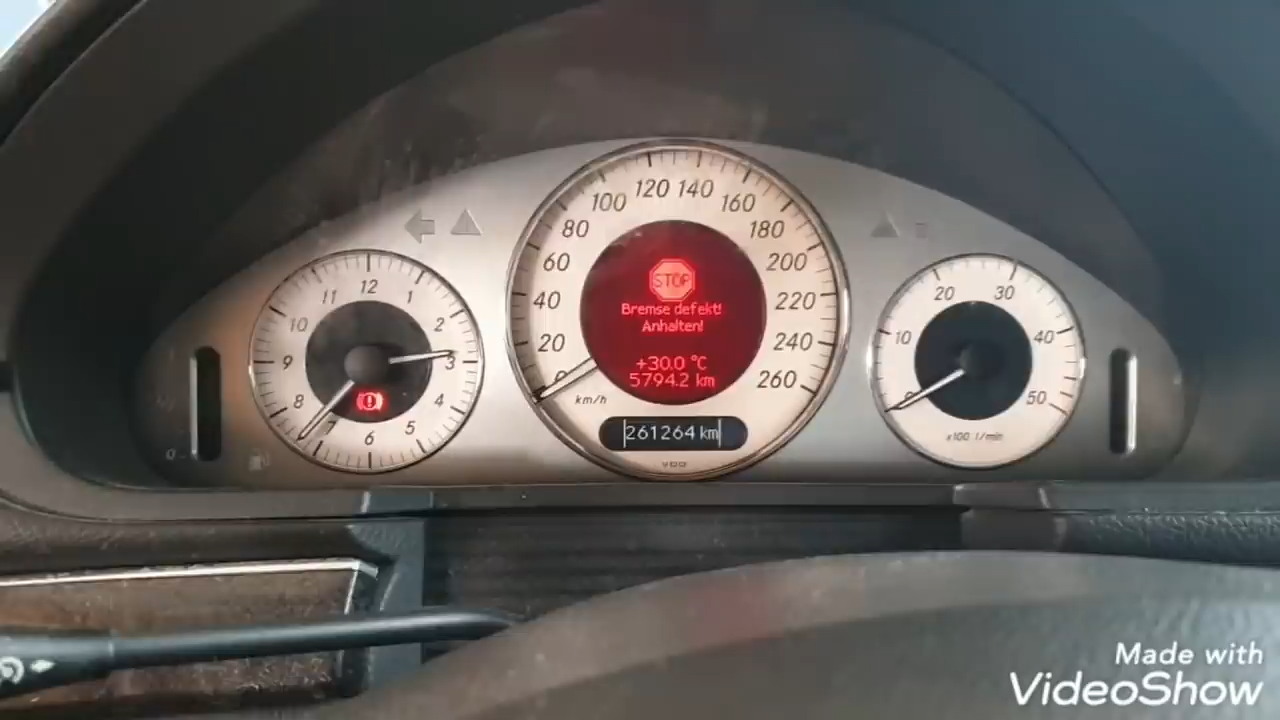 12
1
2
3
4
5
6
7
8
9
10
11
0
20
40
60
80
100
120
140
160
180
200
220
240
260
km/h
STOP
Bremse defekt!
Anhalten!
+30.0 °C
5794.2 km
261264 km
VDO
10
20
30
40
50
x100 1/min
Made with
VideoShow